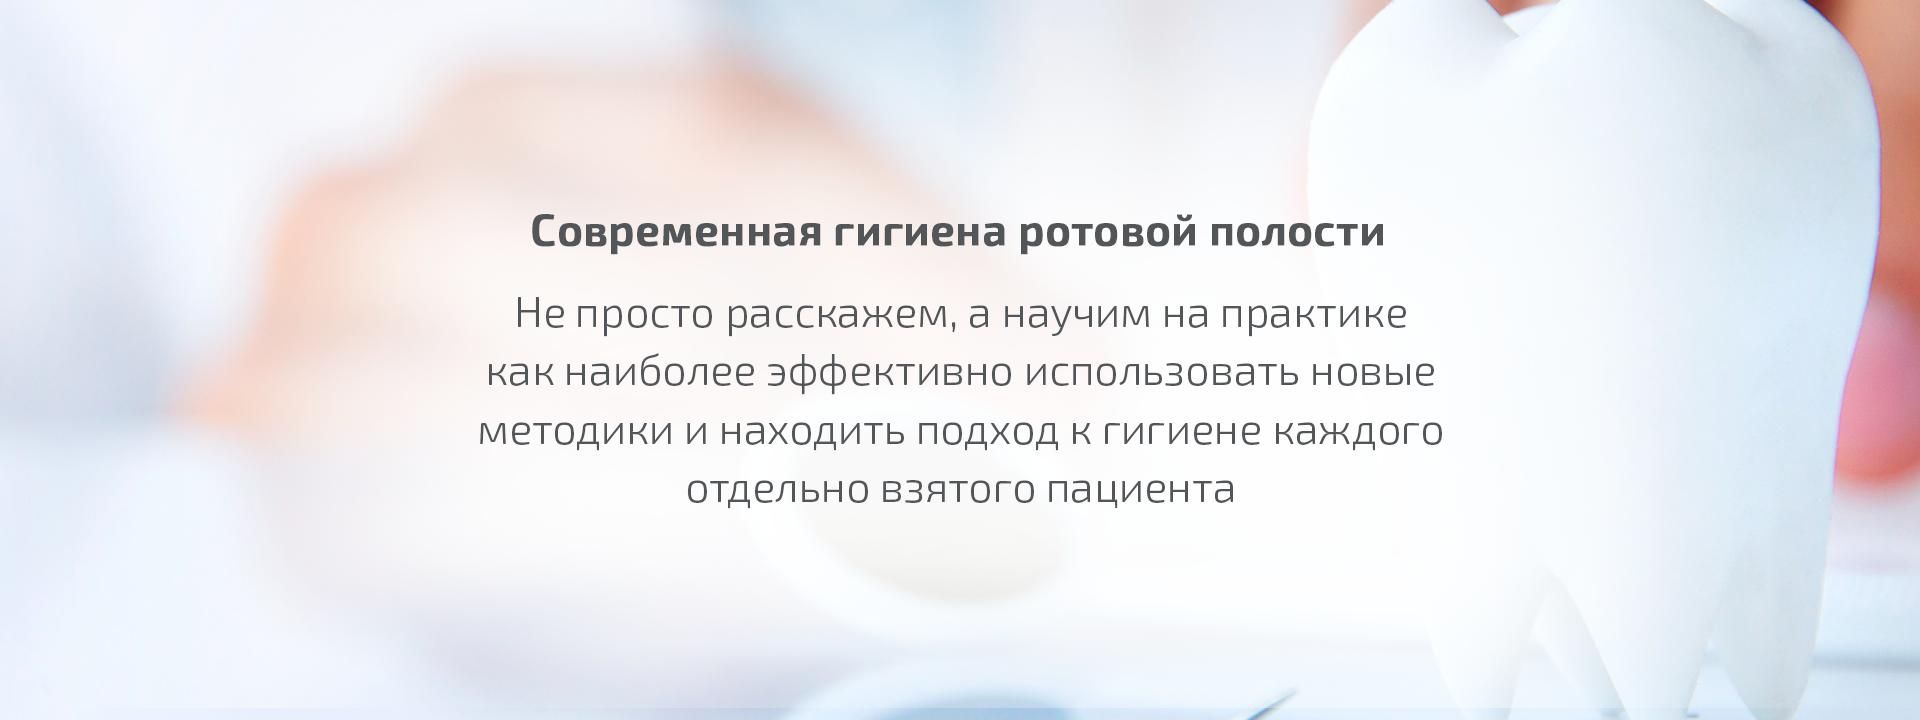 Современная гигиена ротовой полости
Не просто расскажем, а научим на практике
как наиболее эффективно использовать новые
методики и находить подход к гигиене каждого
отдельно взятого пациента